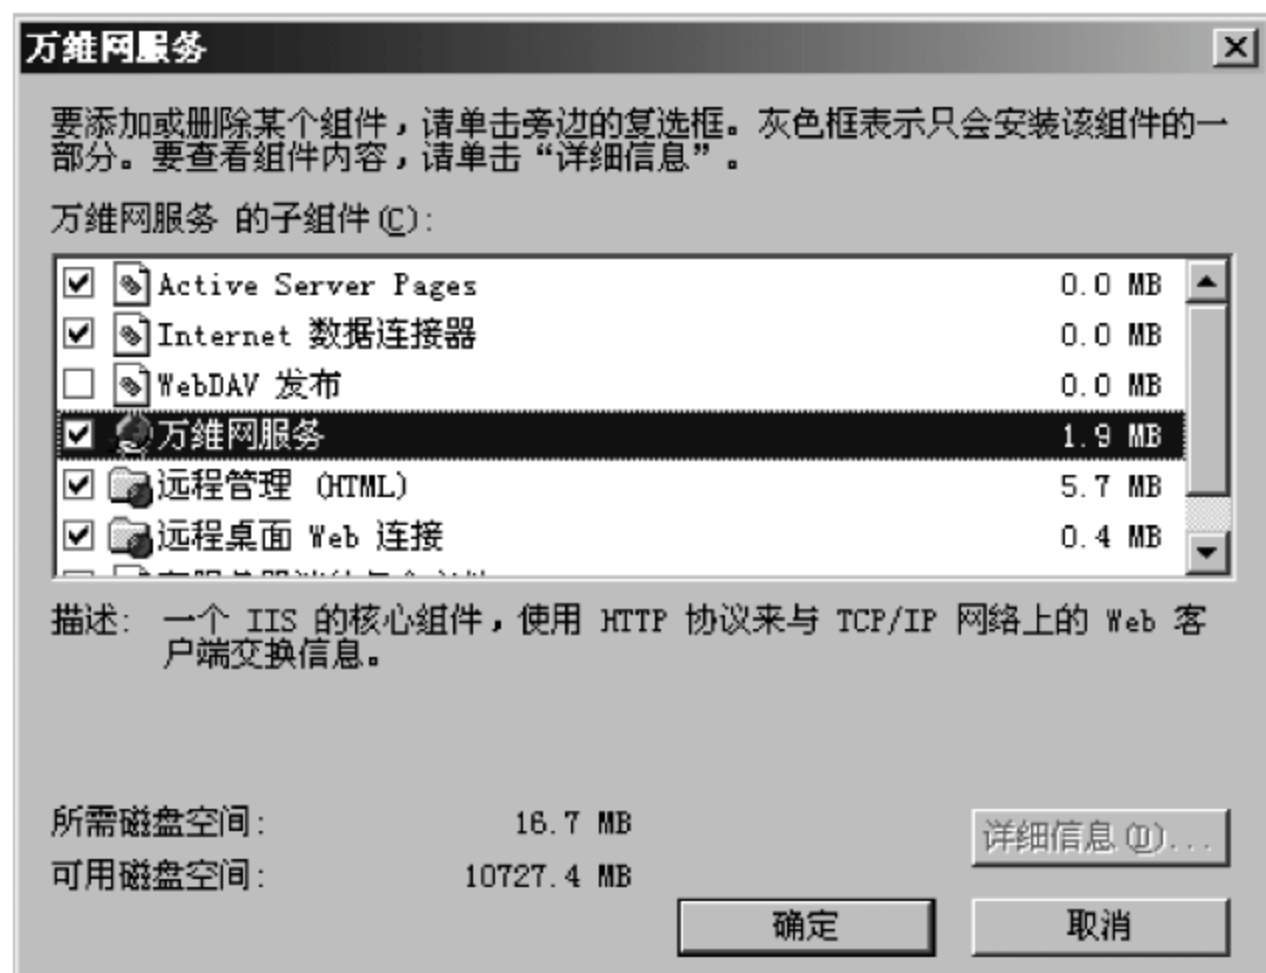 万维网服务
要添加或删除某个组件，请单击旁边的复选框。灰色框表示只会安装该组件的一
部分。要查看组件内容，请单击“详细信息”。
万维网服务 的子组件(C):
Active Server Pages 0.0 MB
Internet 数据连接器 0.0 MB
WebDAV 发布 0.0 MB
万维网服务 1.9 MB
远程管理 (HTML) 5.7 MB
远程桌面 Web 连接 0.4 MB
描述: 一个 IIS 的核心组件，使用 HTTP 协议来与 TCP/IP 网络上的 Web 客
户端交换信息。
所需磁盘空间: 16.7 MB
可用磁盘空间: 10727.4 MB
详细信息(D)...
确定
取消